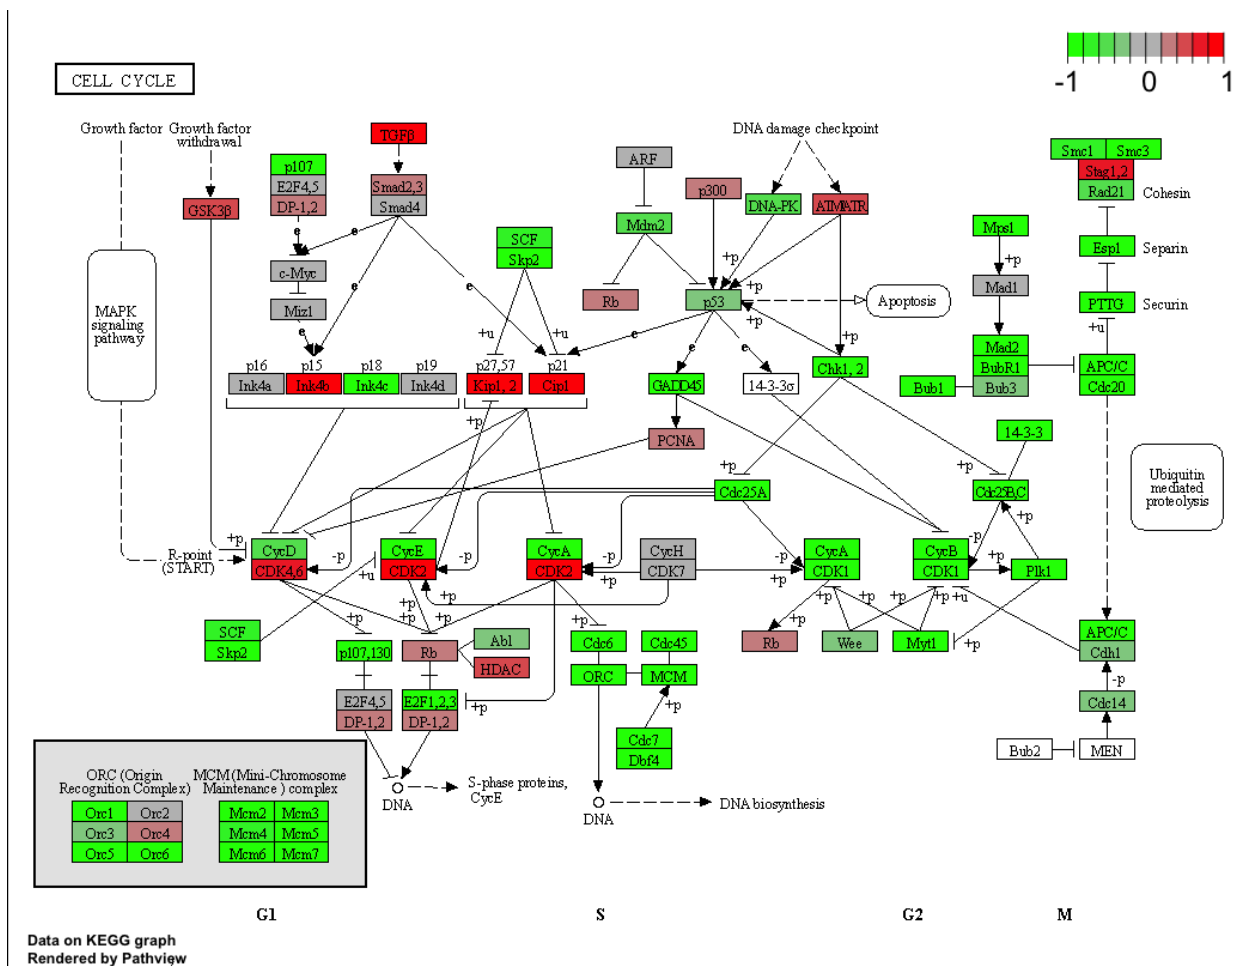 -1 0 1
CELL CYCLE
Growth factor
Growth factor
withdrawal
TGFβ
DNA damage checkpoint
Smc1 Smc3
p107
ARF
Stag1,2
E2F4,5
Smad2,3
p300
Rad21
Cohesin
DP-1,2
Smad4
GSK3β
DNA-PK
ATM/ATR
Mdm2
Mps1
e
e
SCF
Skp2
+p
Esp1
Separin
c-Myc
e
e
+p
+p
Mad1
Rb
p53
Apoptosis
PTTG
Securin
MAPK
signaling
pathway
Miz1
+p
e
+u
+u
e
e
e
+p
+u
Mad2
p16 p15 p18 p19
p27,57 p21
BubR1
APC/C
Ink4a Ink4b Ink4c Ink4d
Kip1, 2
Cip1
GADD45
14-3-3σ
Chk1, 2
Bub1
Bub3
Cdc20
+p
PCNA
14-3-3
Ubiquitin
mediated
proteolysis
+p
+p
Cdc25A
Cdc25B,C
+p
+p
-p
CycD
CycE
CycA
CycH
CycA
CycB
R-point
(START)
-p
-p
-p
-p
+p
CDK4,6
CDK2
CDK2
CDK7
CDK1
CDK1
Plk1
+u
+p
+p
+p
+p
+p
+p
+u
+p
+p
+p
+p
+p
+p
SCF
Skp2
p107,130
Rb
Abl
HDAC
Cdc6
Cdc45
Rb
Wee
Myt1
+p
APC/C
Cdh1
ORC
MCM
-p
E2F4,5
E2F1,2,3
+p
+p
Cdc14
DP-1,2
DP-1,2
Cdc7
Dbf4
Bub2
MEN
ORC (Origin
Recognition Complex)
MCM (Mini-Chromosome
Maintenance ) complex
DNA
S-phase proteins,
CycE
DNA
DNA biosynthesis
Orc1 Orc2
Mcm2 Mcm3
Orc3 Orc4
Mcm4 Mcm5
Orc5 Orc6
Mcm6 Mcm7
G1 S G2 M
Data on KEGG graph
Rendered by Pathview